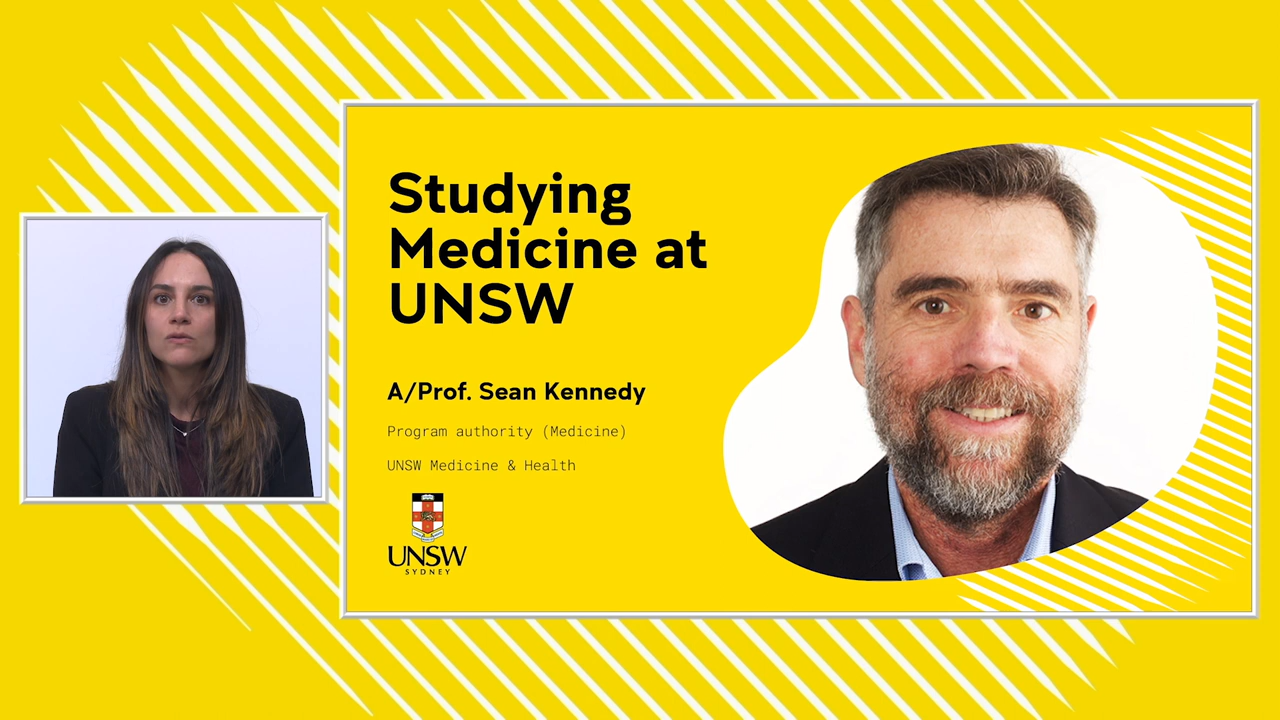 Studying
Medicine at
UNSW
A/Prof. Sean Kennedy
Program authority (Medicine)
UNSW Medicine & Health
UNSW
SYDNEY